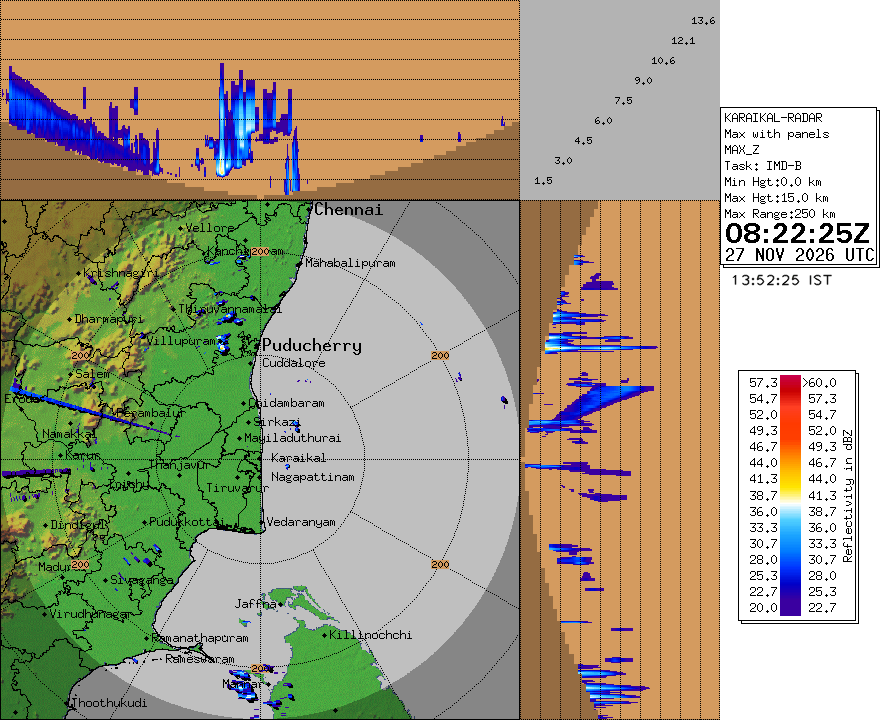 13.6
12.1
10.6
9.0
7.5
6.0
4.5
3.0
1.5
KARAIKAL-RADAR
Max with panels
MAX_Z
Task: IMD-B
Min Hgt:0.0 km
Max Hgt:15.0 km
Max Range:250 km
08:22:25Z
27 NOV 2026 UTC
13:52:25 IST
Chennai
Vellore
200
Mahabalipuram
Krishnagiri
Thiruvannamalai
Dharmapuri
Villupuram
Puducherry
200
200
Cuddalore
Salem
Chidambaram
Perambalur
Sirkazi
Namakkal
Mayiladuthurai
Karur
Thanjavur
Karaikal
Nagapattinam
Tiruvarur
Pudukkottai
Vedaranyam
Dindigul
200
200
Sivaganga
Jaffna
Virudhunagar
Killinochchi
Ramanathapuram
Rameswaram
Mannar
Thoothukudi
57.3 >60.0
54.7 57.3
52.0 54.7
49.3 52.0
46.7 49.3
44.0 46.7
41.3 44.0
38.7 41.3
36.0 38.7
33.3 36.0
30.7 33.3
28.0 30.7
25.3 28.0
22.7 25.3
20.0 22.7
Reflectivity in dBZ